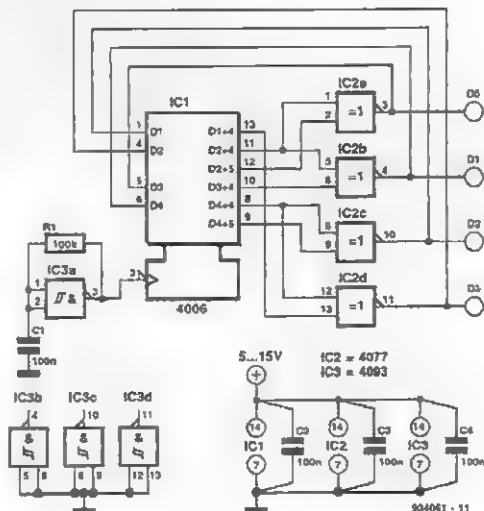 IC1
IC2a
D0
1
2
=1
3
13
D1+4
1
D1
11
D2+4
4
D2
12
D2+5
IC2b
D1
5
6
=1
4
5
D3
10
D3+4
6
D4
8
D4+4
9
D4+5
IC2c
D2
8
9
=1
10
R1
100k
IC3a
1
2
&
3
3
4006
IC2d
D3
12
13
=1
11
C1
100n
5...15V
+
IC2 = 4077
IC3 = 4093
IC3b
4
&
5
6
IC3c
10
&
8
9
IC3d
11
&
12
13
14
IC1
7
C2
100n
14
IC2
7
C3
100n
14
IC3
7
C4
100n
904061 - 11